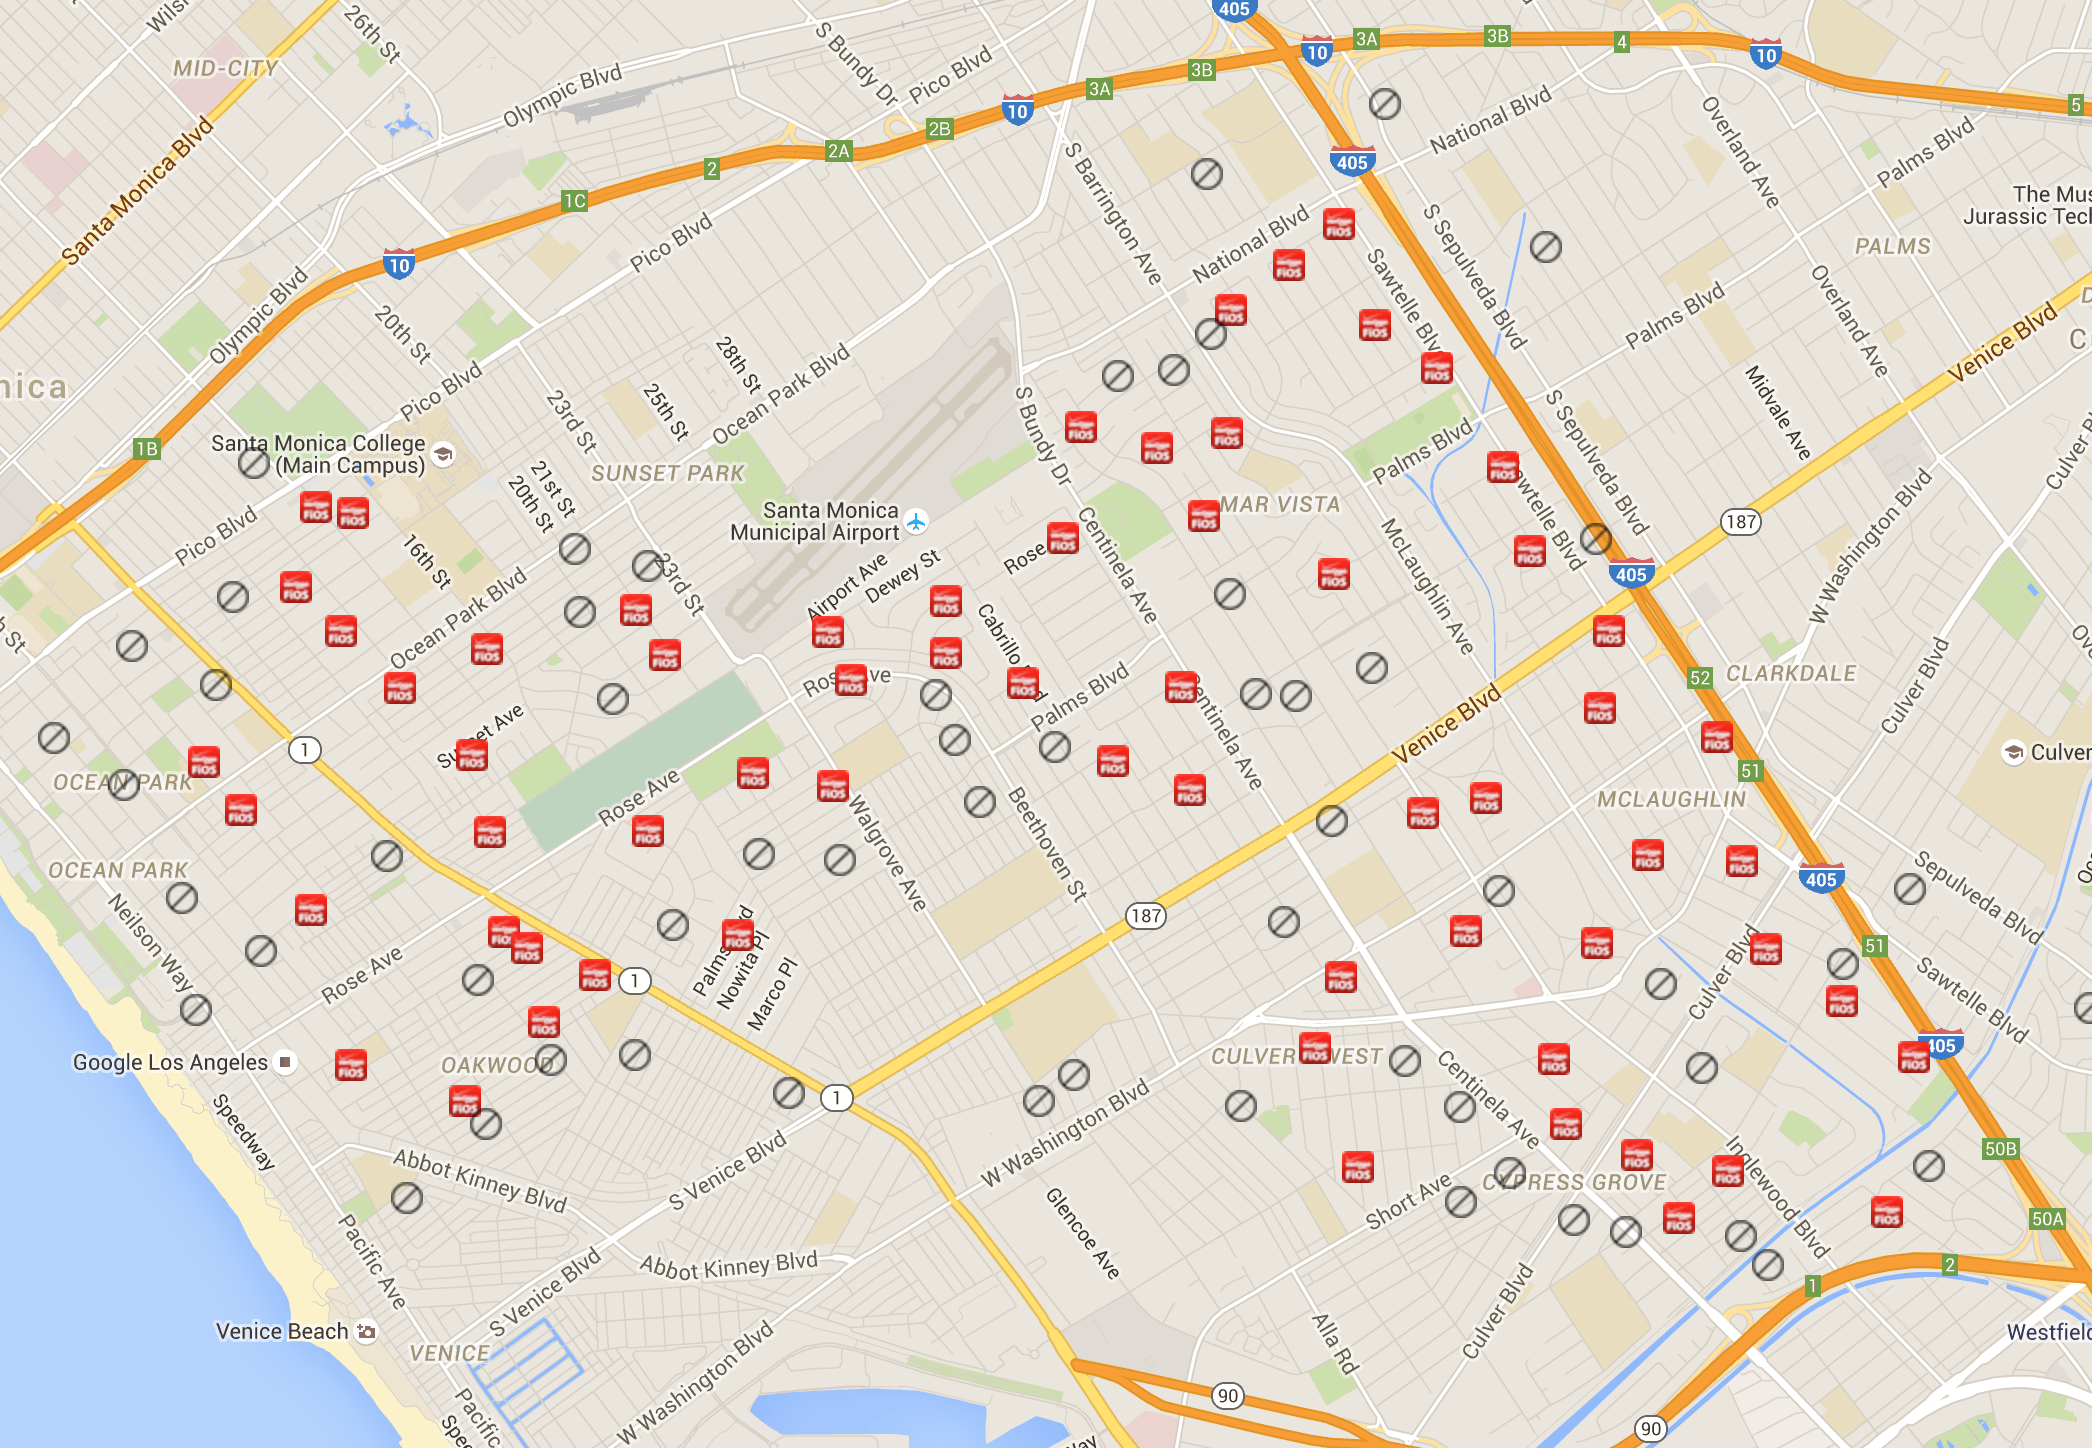 405
10
3A
3B
4
10
5
MID-CITY
26th St
S Bundy Dr
Pico Blvd
Olympic Blvd
3B
3A
10
2B
2A
2
1C
10
National Blvd
405
Overland Ave
Palms Blvd
The Mus
Jurassic Tech
Santa Monica Blvd
S Barrington Ave
National Blvd
S Sepulveda Blvd
PALMS
Pico Blvd
Olympic Blvd
20th St
Sawtelle Blvd
Palms Blvd
Overland Ave
Venice Blvd
nica
Pico Blvd
28th St
25th St
Ocean Park Blvd
23rd St
S Bundy Dr
Palms Blvd
S Sepulveda Blvd
Midvale Ave
Culver Bl
1B
Santa Monica College
(Main Campus)
SUNSET PARK
21st St
20th St
Santa Monica
Municipal Airport
MAR VISTA
Sawtelle Blvd
187
W Washington Blvd
Pico Blvd
16th St
Ocean Park Blvd
23rd St
Airport Ave
Dewey St
Rose
Centinela Ave
McLaughlin Ave
405
Cabrillo
Palms Blvd
Rose Ave
Centinela Ave
Venice Blvd
52
CLARKDALE
Culver Blvd
Culver
Sunset Ave
1
OCEAN PARK
Rose Ave
Walgrove Ave
Beethoven St
51
MCLAUGHLIN
OCEAN PARK
Neilson Way
Rose Ave
187
405
Sepulveda Blvd
51
Sawtelle Blvd
Culver Blvd
1
Palms Blvd
Nowita Pl
Marco Pl
Google Los Angeles
OAKWOOD
CULVER WEST
Centinela Ave
405
Speedway
1
W Washington Blvd
Abbot Kinney Blvd
S Venice Blvd
Glencoe Ave
Short Ave
CYPRESS GROVE
Inglewood Blvd
50B
50A
Pacific Ave
Abbot Kinney Blvd
S Venice Blvd
2
1
Venice Beach
VENICE
W Washington Blvd
Alla Rd
Culver Blvd
Westfield
Pacific
90
90
verizon
FiOS